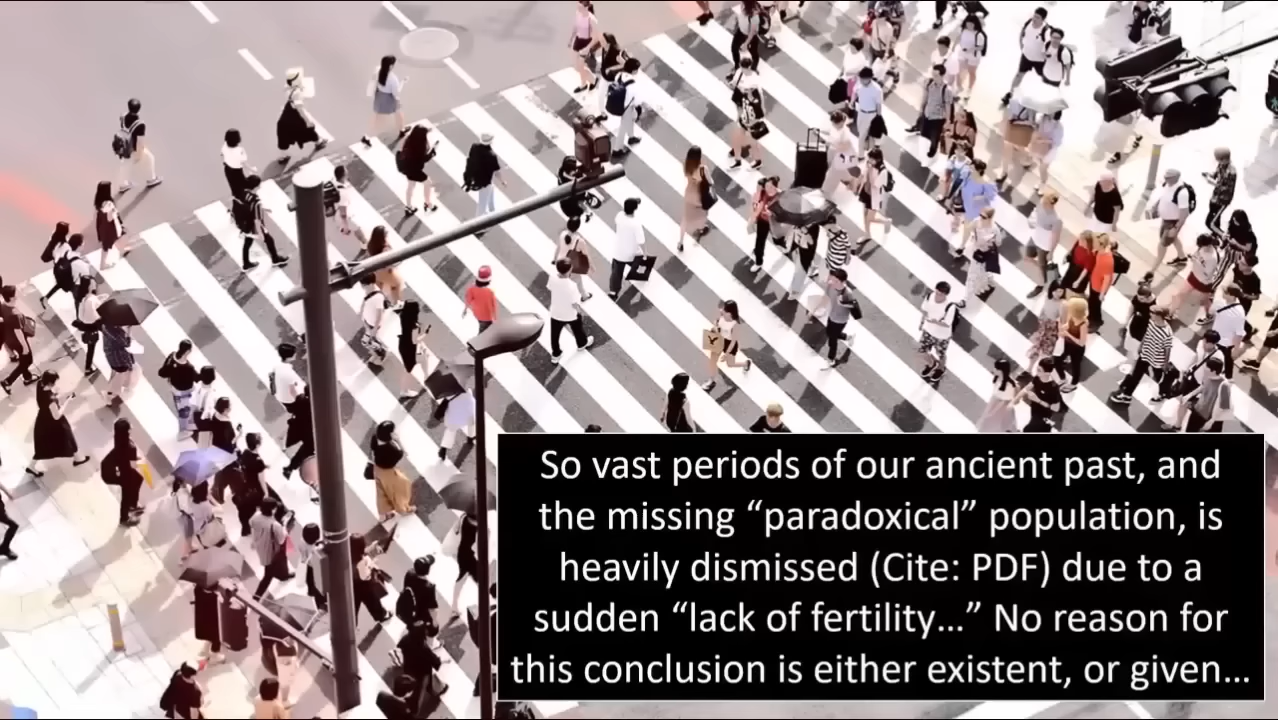 So vast periods of our ancient past, and
the missing “paradoxical” population, is
heavily dismissed (Cite: PDF) due to a
sudden “lack of fertility...” No reason for
this conclusion is either existent, or given...